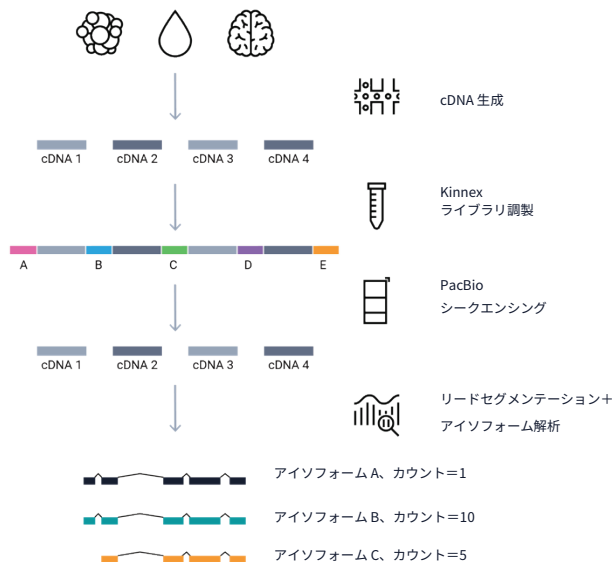 cDNA 生成
cDNA 1 cDNA 2 cDNA 3 cDNA 4
Kinnex
ライブラリ調製
A B C D E
PacBio
シークエンシング
cDNA 1 cDNA 2 cDNA 3 cDNA 4
リードセグメンテーション＋
アイソフォーム解析
アイソフォーム A、カウント＝1
アイソフォーム B、カウント＝10
アイソフォーム C、カウント＝5